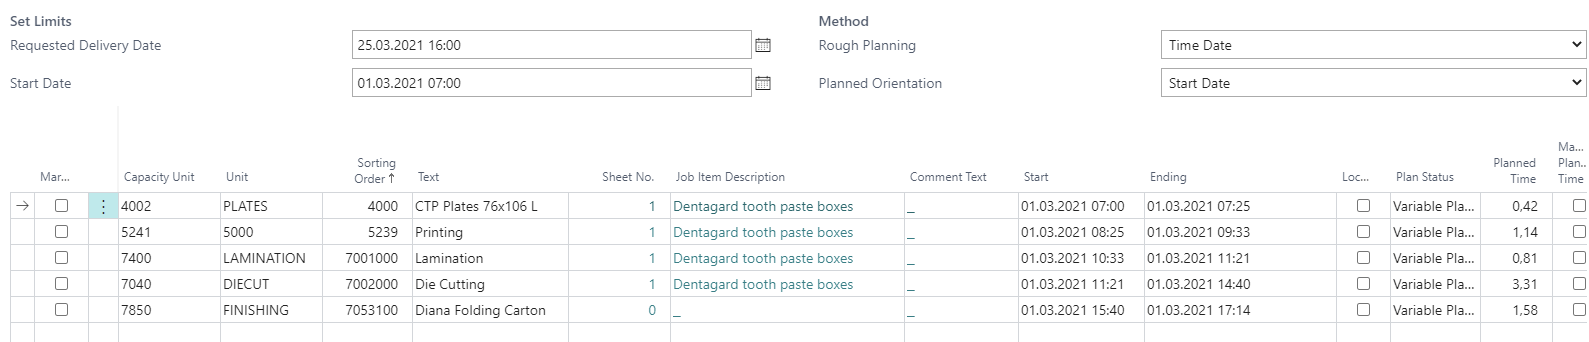 Set Limits
Method
Requested Delivery Date 25.03.2021 16:00 Rough Planning Time Date
Start Date 01.03.2021 07:00 Planned Orientation Start Date
Mar... Capacity Unit Unit Sorting Order ↑ Text Sheet No. Job Item Description Comment Text Start Ending Loc... Plan Status Planned Time Ma... Plan... Time
4002 PLATES 4000 CTP Plates 76x106 L 1 Dentagard tooth paste boxes _ 01.03.2021 07:00 01.03.2021 07:25 Variable Pla... 0,42
5241 5000 5239 Printing 1 Dentagard tooth paste boxes _ 01.03.2021 08:25 01.03.2021 09:33 Variable Pla... 1,14
7400 LAMINATION 7001000 Lamination 1 Dentagard tooth paste boxes _ 01.03.2021 10:33 01.03.2021 11:21 Variable Pla... 0,81
7040 DIECUT 7002000 Die Cutting 1 Dentagard tooth paste boxes _ 01.03.2021 11:21 01.03.2021 14:40 Variable Pla... 3,31
7850 FINISHING 7053100 Diana Folding Carton 0 _ _ 01.03.2021 15:40 01.03.2021 17:14 Variable Pla... 1,58